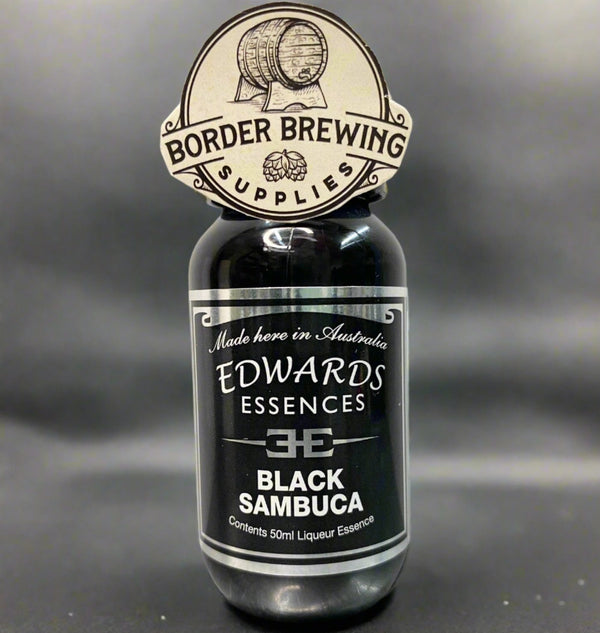 BORDER BREWING
SUPPLIES
Made here in Australia
EDWARDS
ESSENCES
BLACK
SAMBUCA
Contents 50ml Liqueur Essence